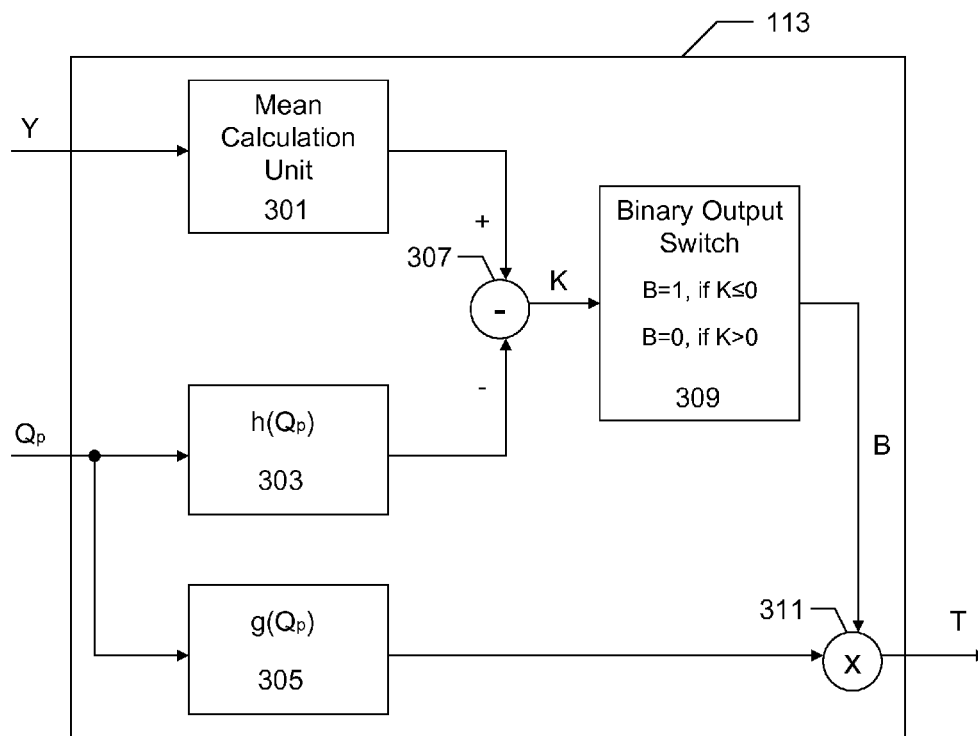 113
Y
Mean
Calculation
Unit
301
+
307
-
-
K
Binary Output
Switch
B=1, if K≤0
B=0, if K>0
309
Qp
h(Qp)
303
B
g(Qp)
305
311
X
T